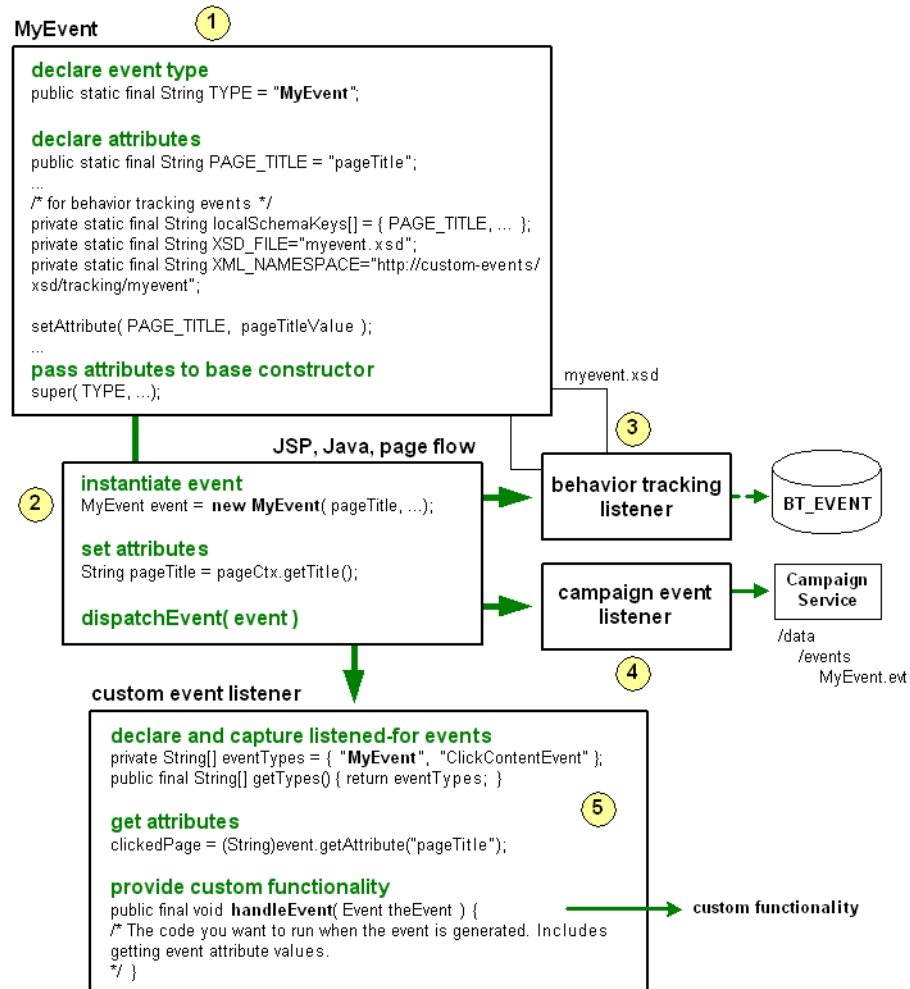 MyEvent
1
declare event type
public static final String TYPE = "MyEvent";
declare attributes
public static final String PAGE_TITLE = "pageTitle";
...
/* for behavior tracking events */
private static final String localSchemaKeys[] = { PAGE_TITLE, ... };
private static final String XSD_FILE="myevent.xsd";
private static final String XML_NAMESPACE="http://custom-events/
xsd/tracking/myevent";
setAttribute( PAGE_TITLE, pageTitleValue );
...
pass attributes to base constructor
super( TYPE, ...);
myevent.xsd
JSP, Java, page flow
2
instantiate event
MyEvent event = new MyEvent( pageTitle, ...);
set attributes
String pageTitle = pageCtx.getTitle();
dispatchEvent( event )
3
behavior tracking
listener
BT_EVENT
campaign event
listener
4
Campaign
Service
/data
/events
MyEvent.evt
custom event listener
declare and capture listened-for events
private String[] eventTypes = { "MyEvent", "ClickContentEvent" };
public final String[] getTypes() { return eventTypes; }
5
get attributes
clickedPage = (String)event.getAttribute("pageTitle");
provide custom functionality
public final void handleEvent( Event theEvent ) {
/* The code you want to run when the event is generated. Includes
getting event attribute values.
*/ }
custom functionality